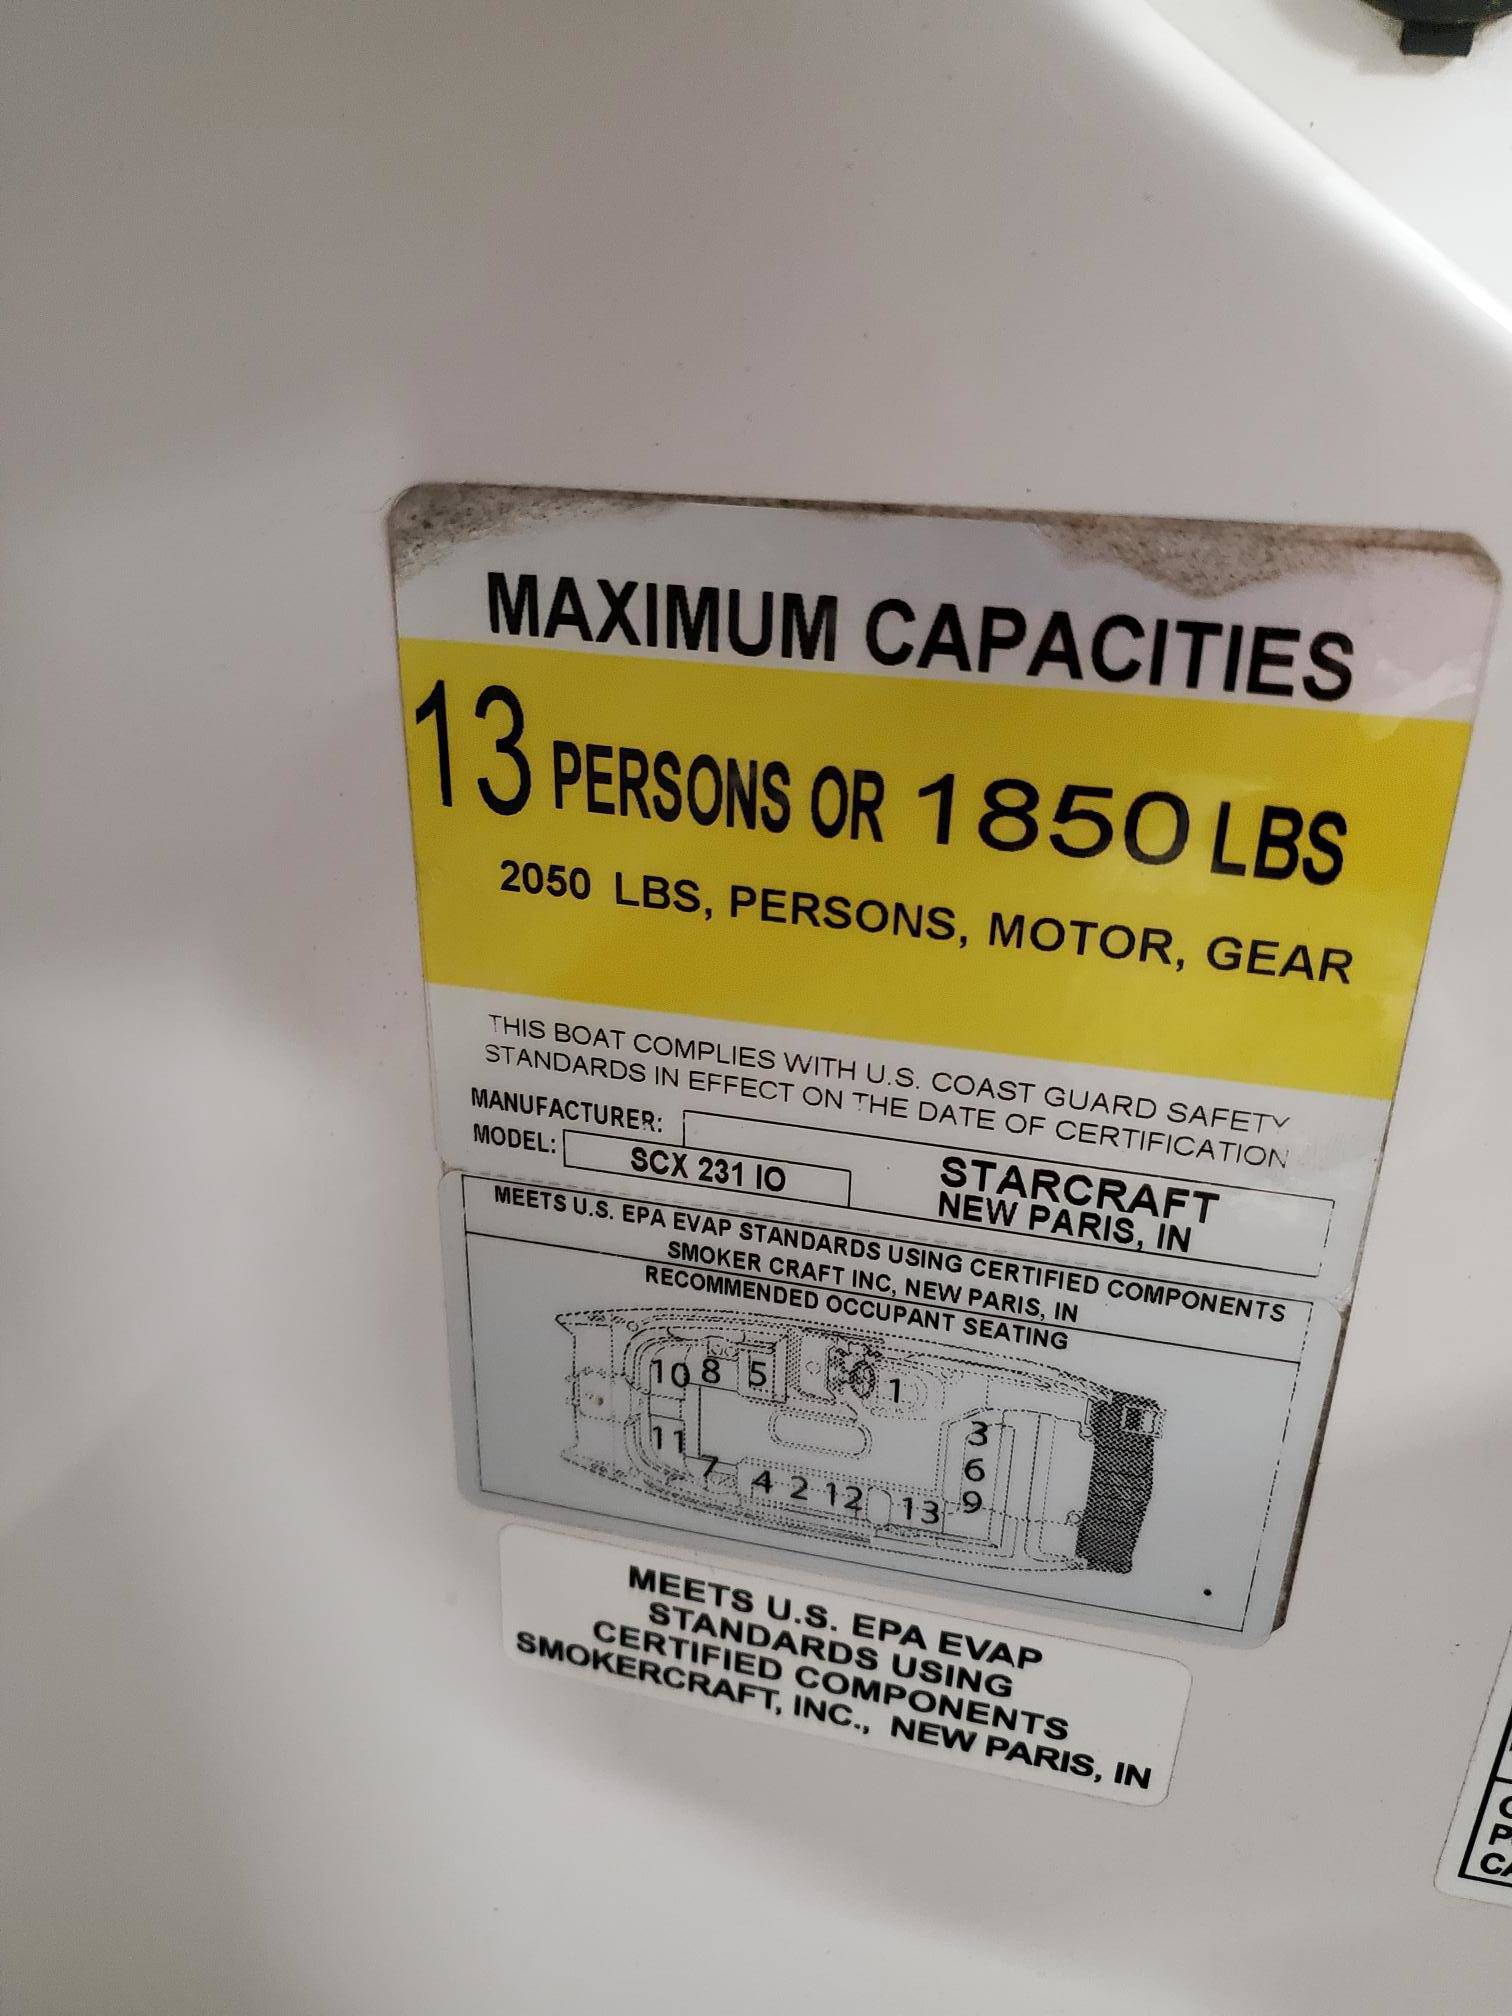 MAXIMUM CAPACITIES
13 PERSONS OR 1850 LBS
2050 LBS, PERSONS, MOTOR, GEAR
THIS BOAT COMPLIES WITH U.S. COAST GUARD SAFETY
STANDARDS IN EFFECT ON THE DATE OF CERTIFICATION
MANUFACTURER:
STARCRAFT
NEW PARIS, IN
MODEL: SCX 231 IO
MEETS U.S. EPA EVAP STANDARDS USING CERTIFIED COMPONENTS
SMOKER CRAFT INC, NEW PARIS, IN
RECOMMENDED OCCUPANT SEATING
10 8 5 1
11 3
7 4 2 12 13 6
9
MEETS U.S. EPA EVAP
STANDARDS USING
CERTIFIED COMPONENTS
SMOKERCRAFT, INC., NEW PARIS, IN